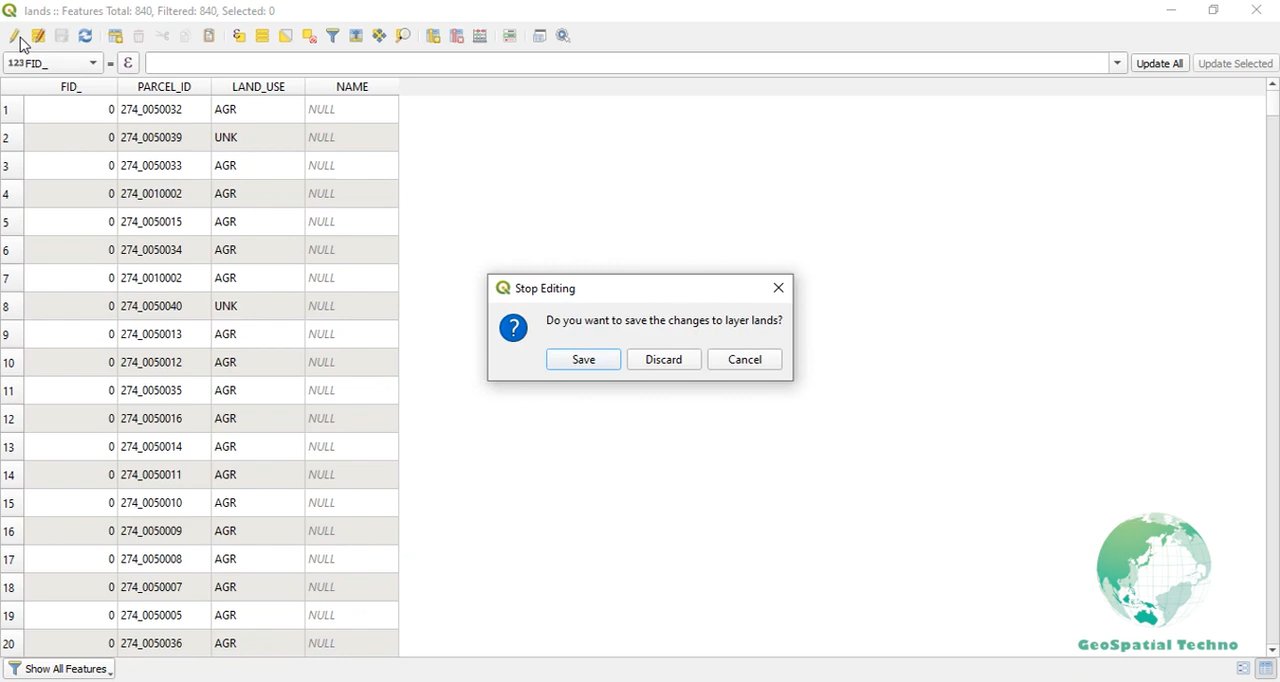 lands :: Features Total: 840, Filtered: 840, Selected: 0
123 FID_ = ε Update All Update Selected
FID_ PARCEL_ID LAND_USE NAME
1 0 274_0050032 AGR NULL
2 0 274_0050039 UNK NULL
3 0 274_0050033 AGR NULL
4 0 274_0010002 AGR NULL
5 0 274_0050015 AGR NULL
6 0 274_0050034 AGR NULL
7 0 274_0010002 AGR NULL
8 0 274_0050040 UNK NULL
9 0 274_0050013 AGR NULL
10 0 274_0050012 AGR NULL
11 0 274_0050035 AGR NULL
12 0 274_0050016 AGR NULL
13 0 274_0050014 AGR NULL
14 0 274_0050011 AGR NULL
15 0 274_0050010 AGR NULL
16 0 274_0050009 AGR NULL
17 0 274_0050008 AGR NULL
18 0 274_0050007 AGR NULL
19 0 274_0050005 AGR NULL
20 0 274_0050036 AGR NULL
Stop Editing
Do you want to save the changes to layer lands?
Save Discard Cancel
GeoSpatial Techno
Show All Features